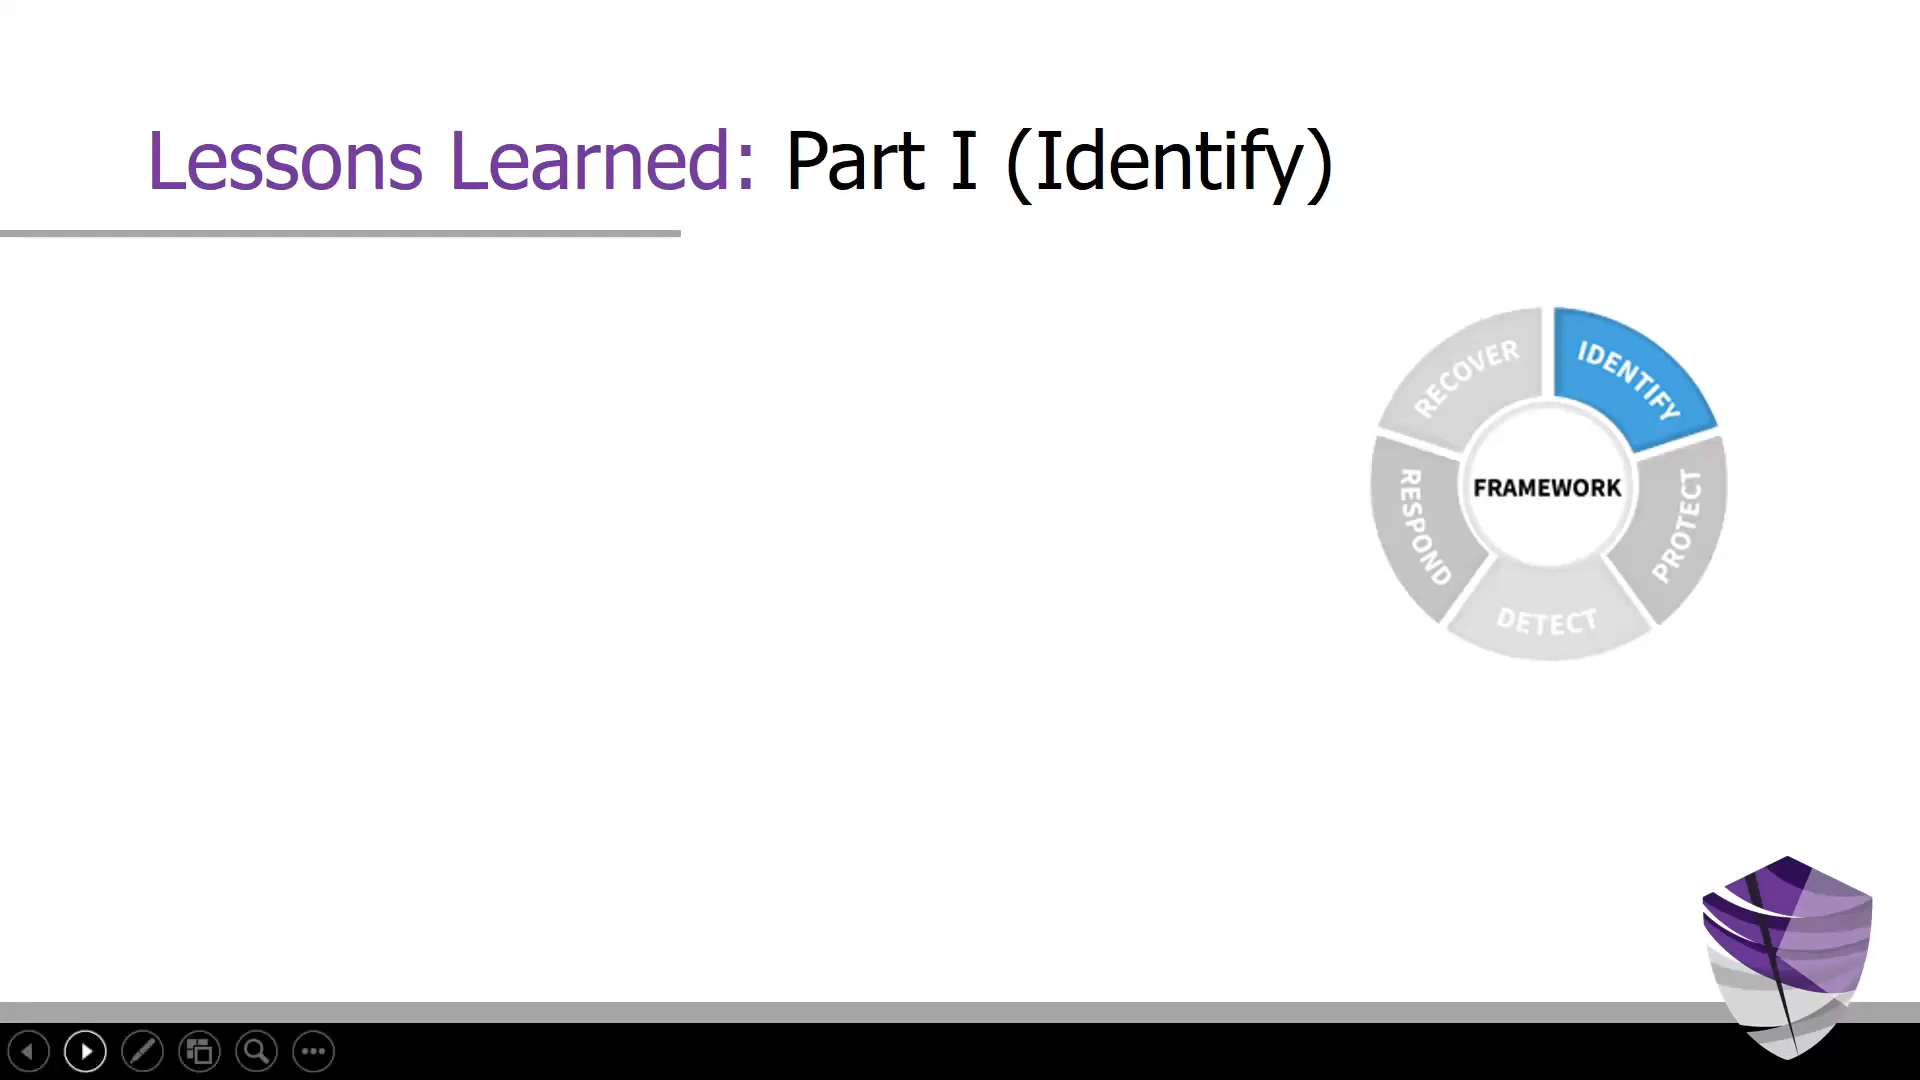 Lessons Learned: Part I (Identify)
RECOVER
IDENTIFY
RESPOND
FRAMEWORK
PROTECT
DETECT